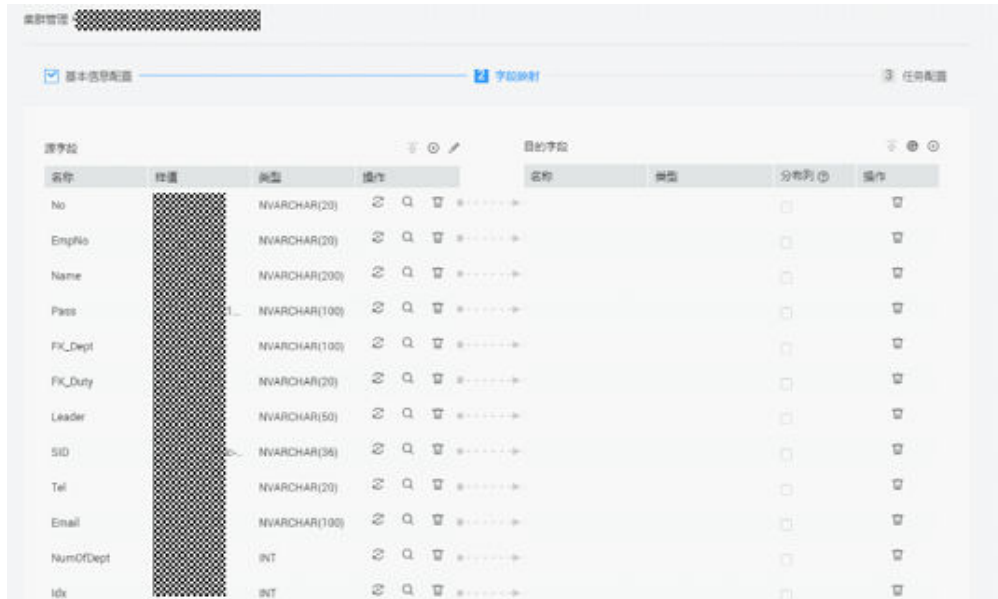 集群管理
基本信息配置 2 字段映射 3 任务配置
源字段 目的字段
名称 样值 类型 操作 名称 类型 分布列 操作
No NVARCHAR(20)
EmpNo NVARCHAR(20)
Name NVARCHAR(200)
Pass 1... NVARCHAR(100)
FK_Dept NVARCHAR(100)
FK_Duty NVARCHAR(20)
Leader NVARCHAR(50)
SID NVARCHAR(36)
Tel NVARCHAR(20)
Email NVARCHAR(100)
NumOfDept INT
Idx INT